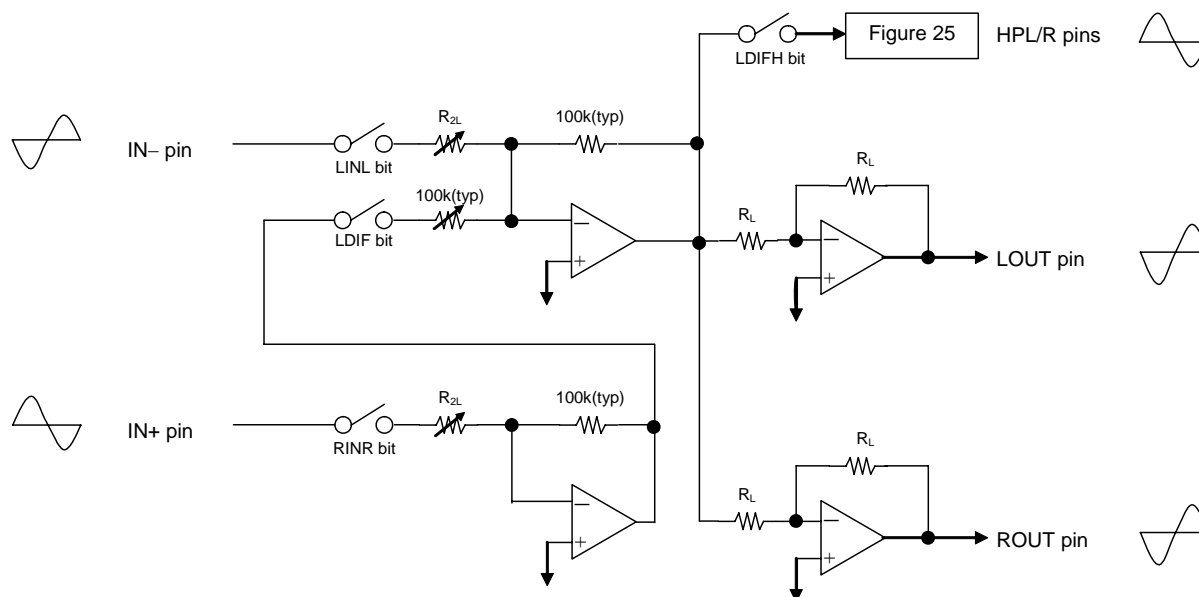 Figure 25
HPL/R pins
LDIFH bit
R2L
100k(typ)
IN− pin
LINL bit
RL
100k(typ)
RL
−
−
LDIF bit
+
LOUT pin
+
R2L
100k(typ)
IN+ pin
RINR bit
RL
RL
−
−
+
ROUT pin
+